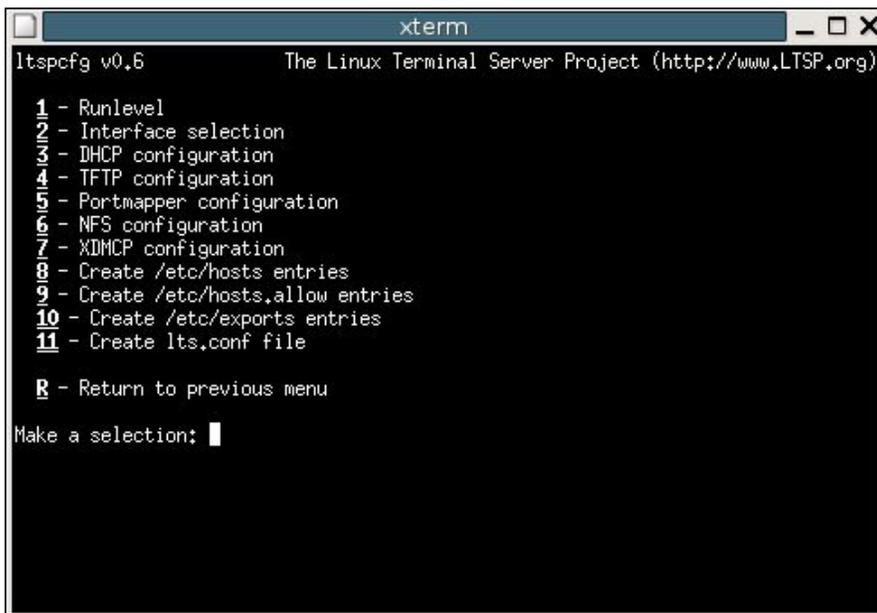 xterm
ltspcfg v0.6 The Linux Terminal Server Project (http://www.LTSP.org)
1 - Runlevel
2 - Interface selection
3 - DHCP configuration
4 - TFTP configuration
5 - Portmapper configuration
6 - NFS configuration
7 - XDMCP configuration
8 - Create /etc/hosts entries
9 - Create /etc/hosts.allow entries
10 - Create /etc/exports entries
11 - Create lts.conf file
R - Return to previous menu
Make a selection: